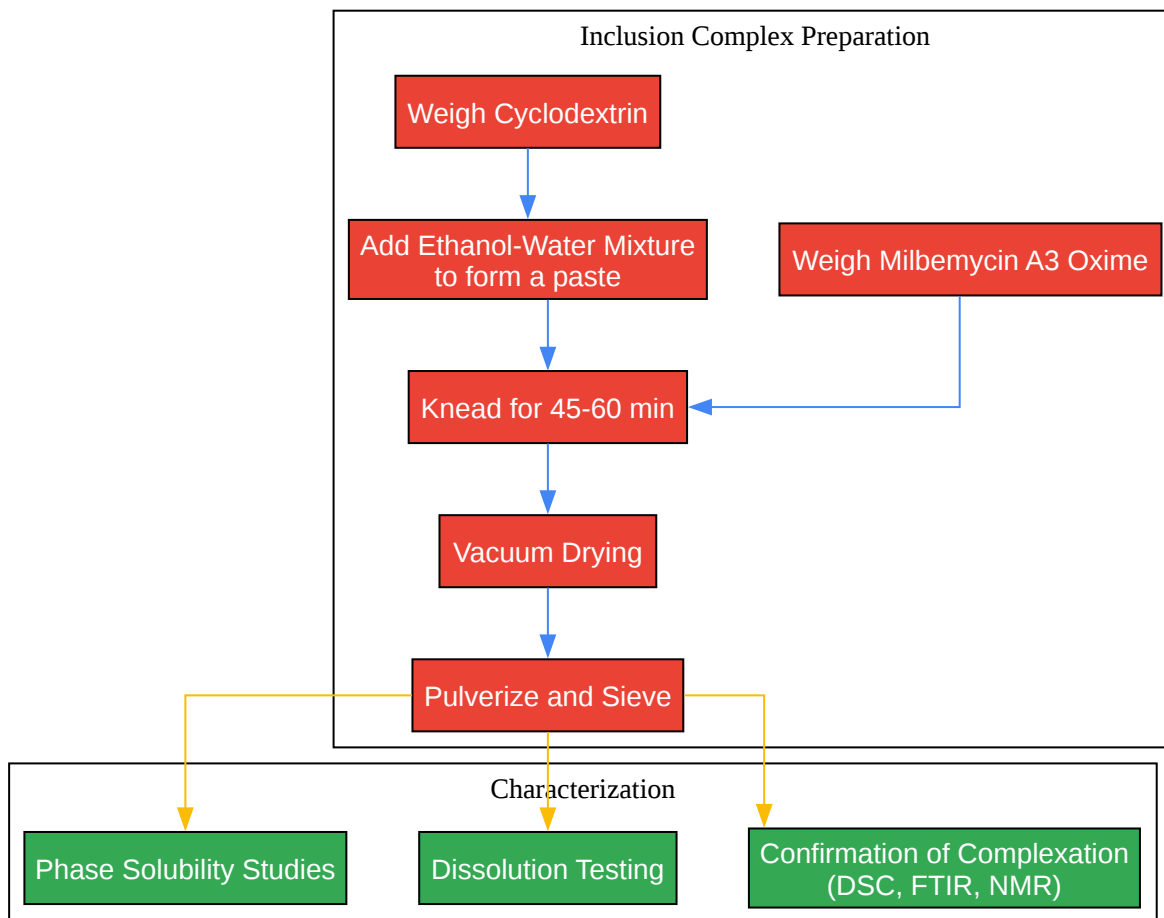 Inclusion Complex Preparation
Weigh Cyclodextrin
Add Ethanol-Water Mixture
to form a paste
Weigh Milbemycin A3 Oxime
Knead for 45-60 min
Vacuum Drying
Pulverize and Sieve
Characterization
Phase Solubility Studies
Dissolution Testing
Confirmation of Complexation
(DSC, FTIR, NMR)